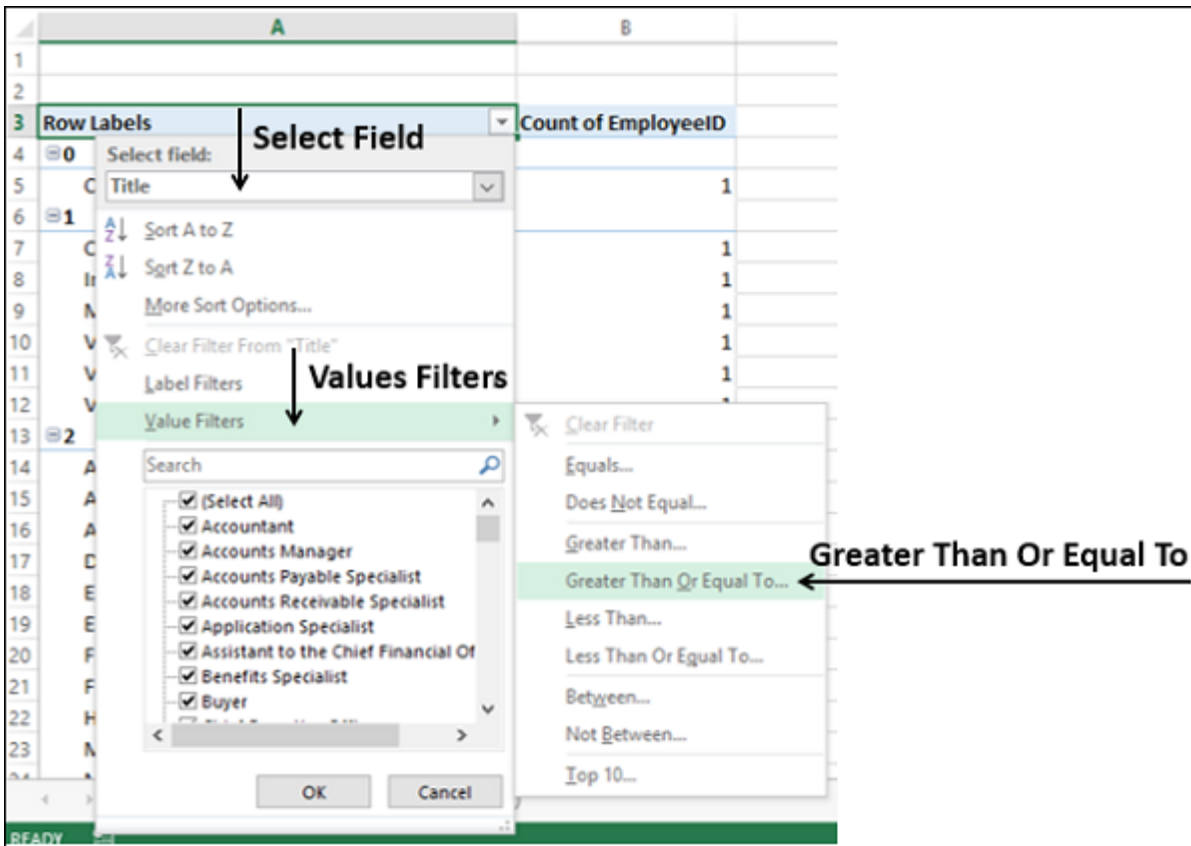 A B
1
2
3 Row Labels Count of EmployeeID
Select Field
4 0 Select field:
5 C Title 1
6 1 Sort A to Z
7 C 1
Sort Z to A
8 In 1
9 M More Sort Options... 1
10 V Clear Filter From "Title" 1
11 V Label Filters 1
Values Filters
12 V Value Filters
13 2 Clear Filter
14 A Search Equals...
15 A (Select All) Does Not Equal...
16 A Accountant
17 D Accounts Manager Greater Than...
Greater Than Or Equal To
18 E Accounts Payable Specialist Greater Than Or Equal To...
19 E Accounts Receivable Specialist Less Than...
Application Specialist
20 F Assistant to the Chief Financial Of Less Than Or Equal To...
21 F Benefits Specialist Between...
22 H Buyer
23 M Not Between...
Top 10...
OK Cancel
READY